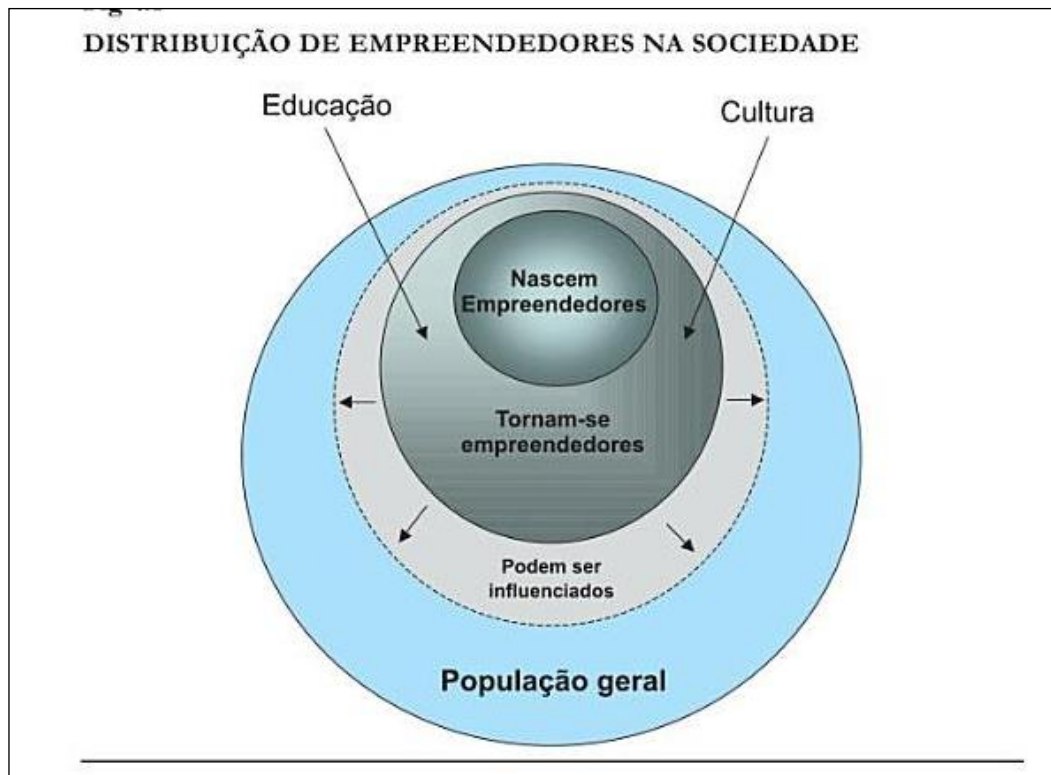 DISTRIBUIÇÃO DE EMPREENDEDORES NA SOCIEDADE
Educação
Cultura
Nascem
Empreendedores
Tornam-se
empreendedores
Podem ser
influenciados
População geral